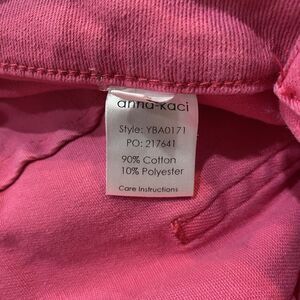 anna-kaci
Style: YBA0171
PO: 217641
90% Cotton
10% Polyester
Care Instructions